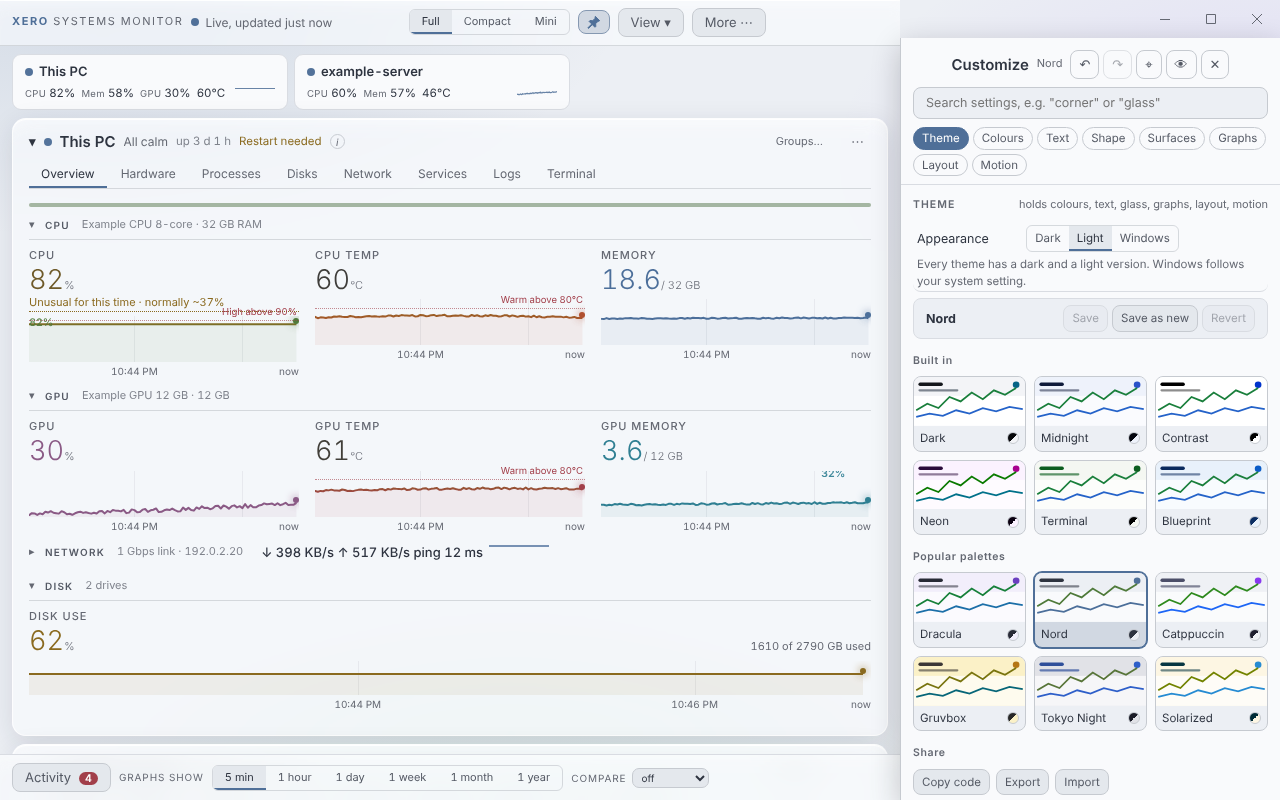 XERO SYSTEMS MONITOR Live, updated just now Full Compact Mini View ▾ More ···
This PC
CPU 82% Mem 58% GPU 30% 60°C
example-server
CPU 60% Mem 57% 46°C
▾ This PC All calm up 3 d 1 h Restart needed i Groups... ···
Overview Hardware Processes Disks Network Services Logs Terminal
▾ CPU Example CPU 8-core · 32 GB RAM
CPU
82%
Unusual for this time · normally ~37%
High above 90%
82%
10:44 PM now
CPU TEMP
60°C
Warm above 80°C
10:44 PM now
MEMORY
18.6/ 32 GB
10:44 PM now
▾ GPU Example GPU 12 GB · 12 GB
GPU
30%
10:44 PM now
GPU TEMP
61°C
Warm above 80°C
10:44 PM now
GPU MEMORY
3.6/ 12 GB
32%
10:44 PM now
▸ NETWORK 1 Gbps link · 192.0.2.20 ↓ 398 KB/s ↑ 517 KB/s ping 12 ms
▾ DISK 2 drives
DISK USE
62%
1610 of 2790 GB used
10:44 PM 10:46 PM now
Activity 4 GRAPHS SHOW 5 min 1 hour 1 day 1 week 1 month 1 year COMPARE off
Customize Nord
Search settings, e.g. "corner" or "glass"
Theme Colours Text Shape Surfaces Graphs
Layout Motion
THEME holds colours, text, glass, graphs, layout, motion
Appearance Dark Light Windows
Every theme has a dark and a light version. Windows follows
your system setting.
Nord Save Save as new Revert
Built in
Dark Midnight Contrast
Neon Terminal Blueprint
Popular palettes
Dracula Nord Catppuccin
Gruvbox Tokyo Night Solarized
Share
Copy code Export Import